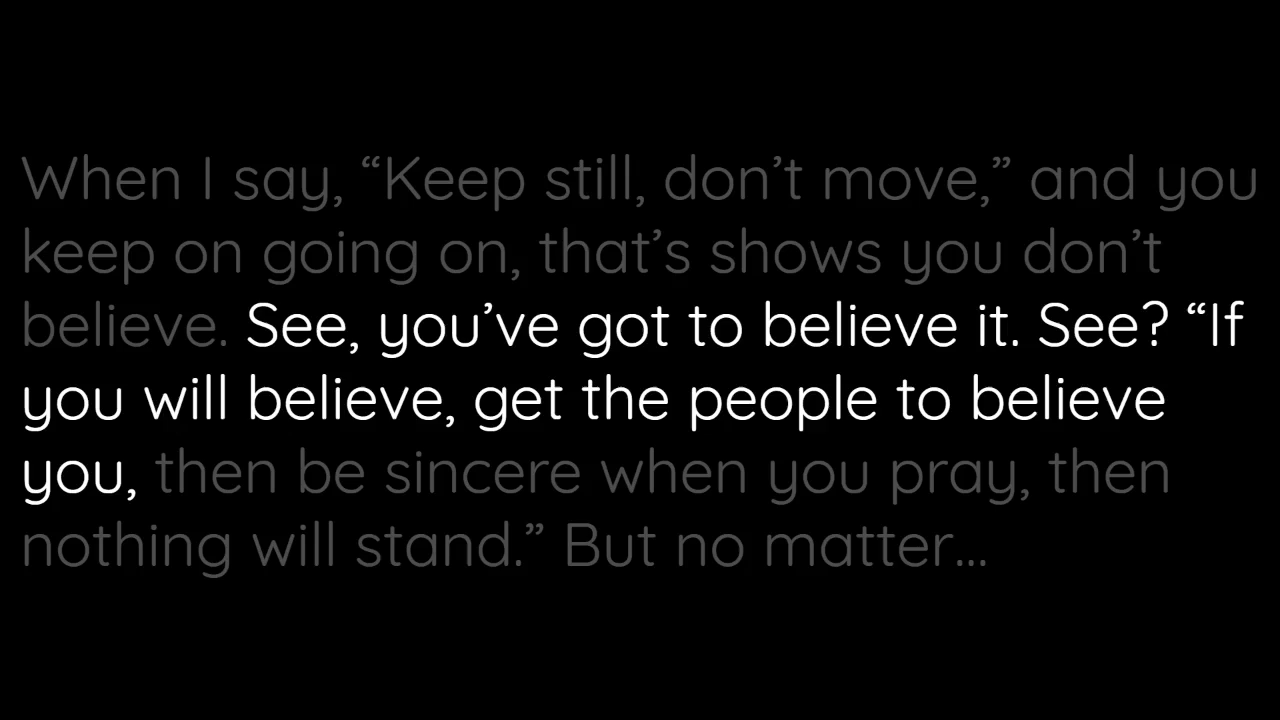 When I say, “Keep still, don’t move,” and you
keep on going on, that’s shows you don’t
believe. See, you’ve got to believe it. See? “If
you will believe, get the people to believe
you, then be sincere when you pray, then
nothing will stand.” But no matter...